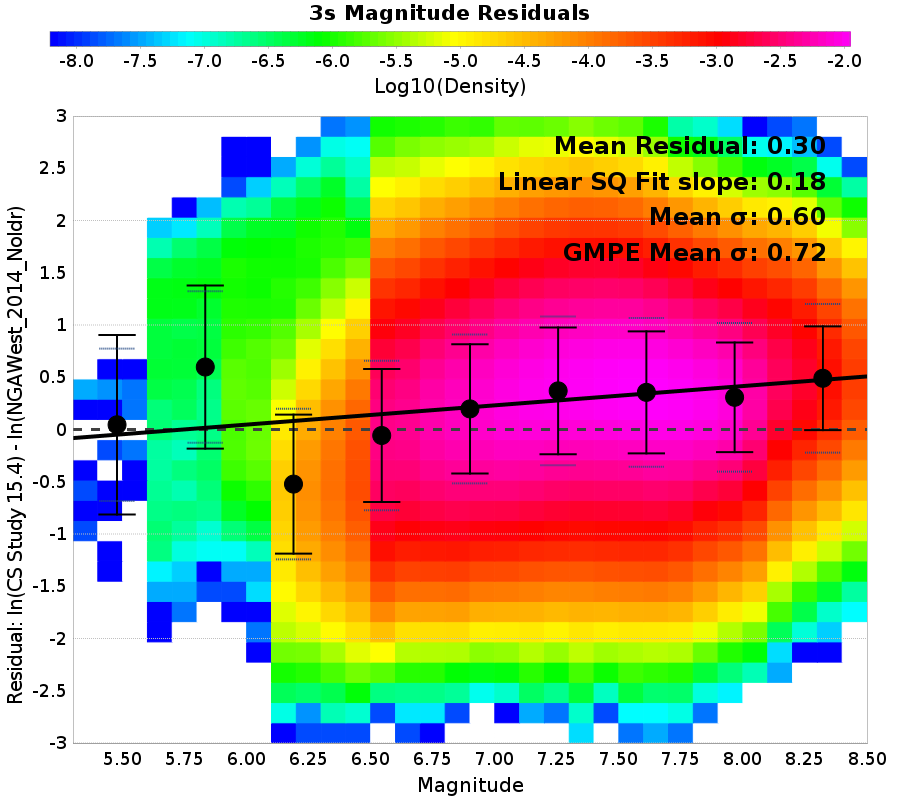 3s Magnitude Residuals
-8.0 -7.5 -7.0 -6.5 -6.0 -5.5 -5.0 -4.5 -4.0 -3.5 -3.0 -2.5 -2.0
Log10(Density)
Mean Residual: 0.30
Linear SQ Fit slope: 0.18
Mean σ: 0.60
GMPE Mean σ: 0.72
Residual: ln(CS Study 15.4) - ln(NGAWest_2014_NoIdr)
3
2.5
2
1.5
1
0.5
0
-0.5
-1
-1.5
-2
-2.5
-3
5.50 5.75 6.00 6.25 6.50 6.75 7.00 7.25 7.50 7.75 8.00 8.25 8.50
Magnitude